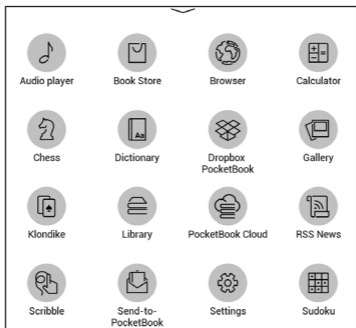 Audio player
Book Store
Browser
Calculator
Chess
Dictionary
Dropbox
PocketBook
Gallery
Klondike
Library
PocketBook Cloud
RSS News
Scribble
Send-to-
PocketBook
Settings
Sudoku